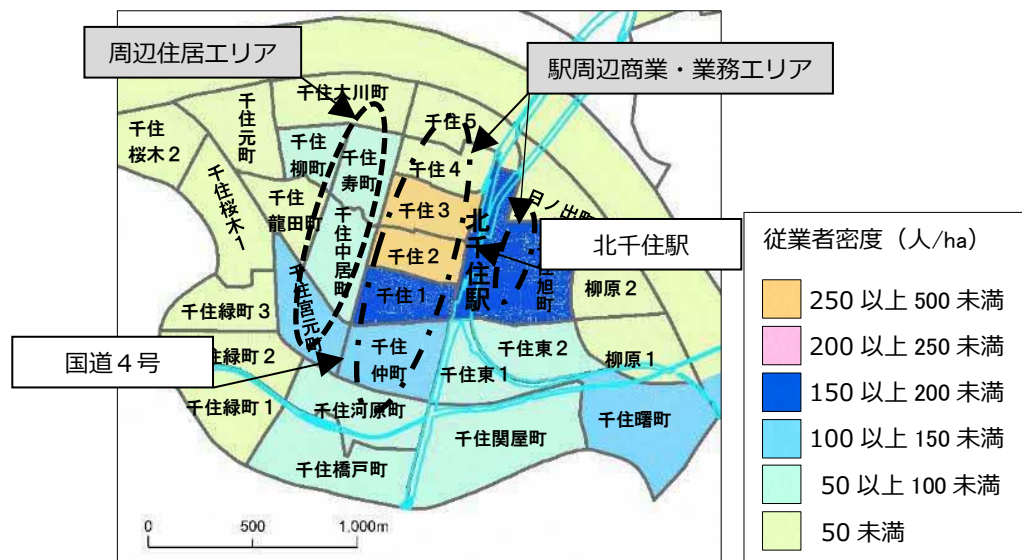 周辺住居エリア
駅周辺商業・業務エリア
千住大川町
千住5
千住元町
千住桜木2
千住柳町
千住寿町
千住4
日ノ出町
千住桜木1
千住龍田町
千住3
北千住駅
北千住駅
千住中居町
千住2
旭町
柳原2
千住宮元町
千住1
千住緑町3
千住東2
国道4号
千住緑町2
千住仲町
千住東1
柳原1
千住緑町1
千住河原町
千住曙町
千住関屋町
千住橋戸町
0 500 1,000m
従業者密度（人/ha）
250以上500未満
200以上250未満
150以上200未満
100以上150未満
50以上100未満
50未満